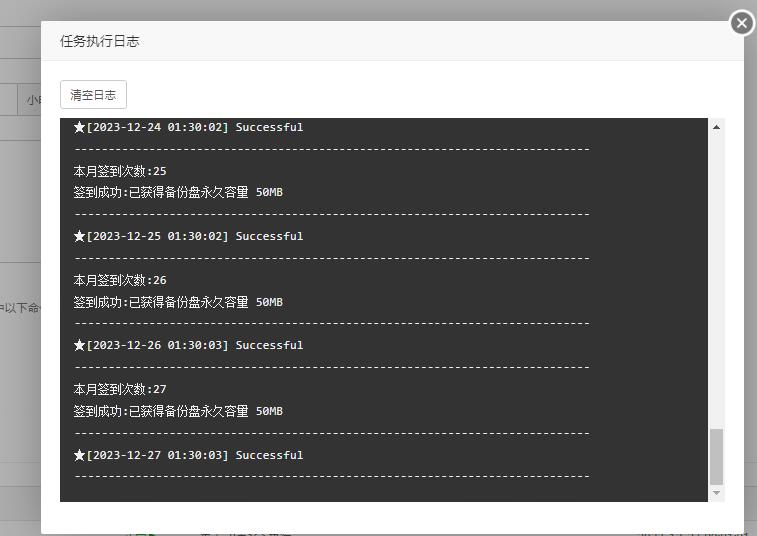 任务执行日志
清空日志
★[2023-12-24 01:30:02] Successful
----------------------------------------------------------------------------
本月签到次数:25
签到成功:已获得备份盘永久容量 50MB
----------------------------------------------------------------------------
★[2023-12-25 01:30:02] Successful
----------------------------------------------------------------------------
本月签到次数:26
签到成功:已获得备份盘永久容量 50MB
----------------------------------------------------------------------------
★[2023-12-26 01:30:03] Successful
----------------------------------------------------------------------------
本月签到次数:27
签到成功:已获得备份盘永久容量 50MB
----------------------------------------------------------------------------
★[2023-12-27 01:30:03] Successful
----------------------------------------------------------------------------
小
以下命